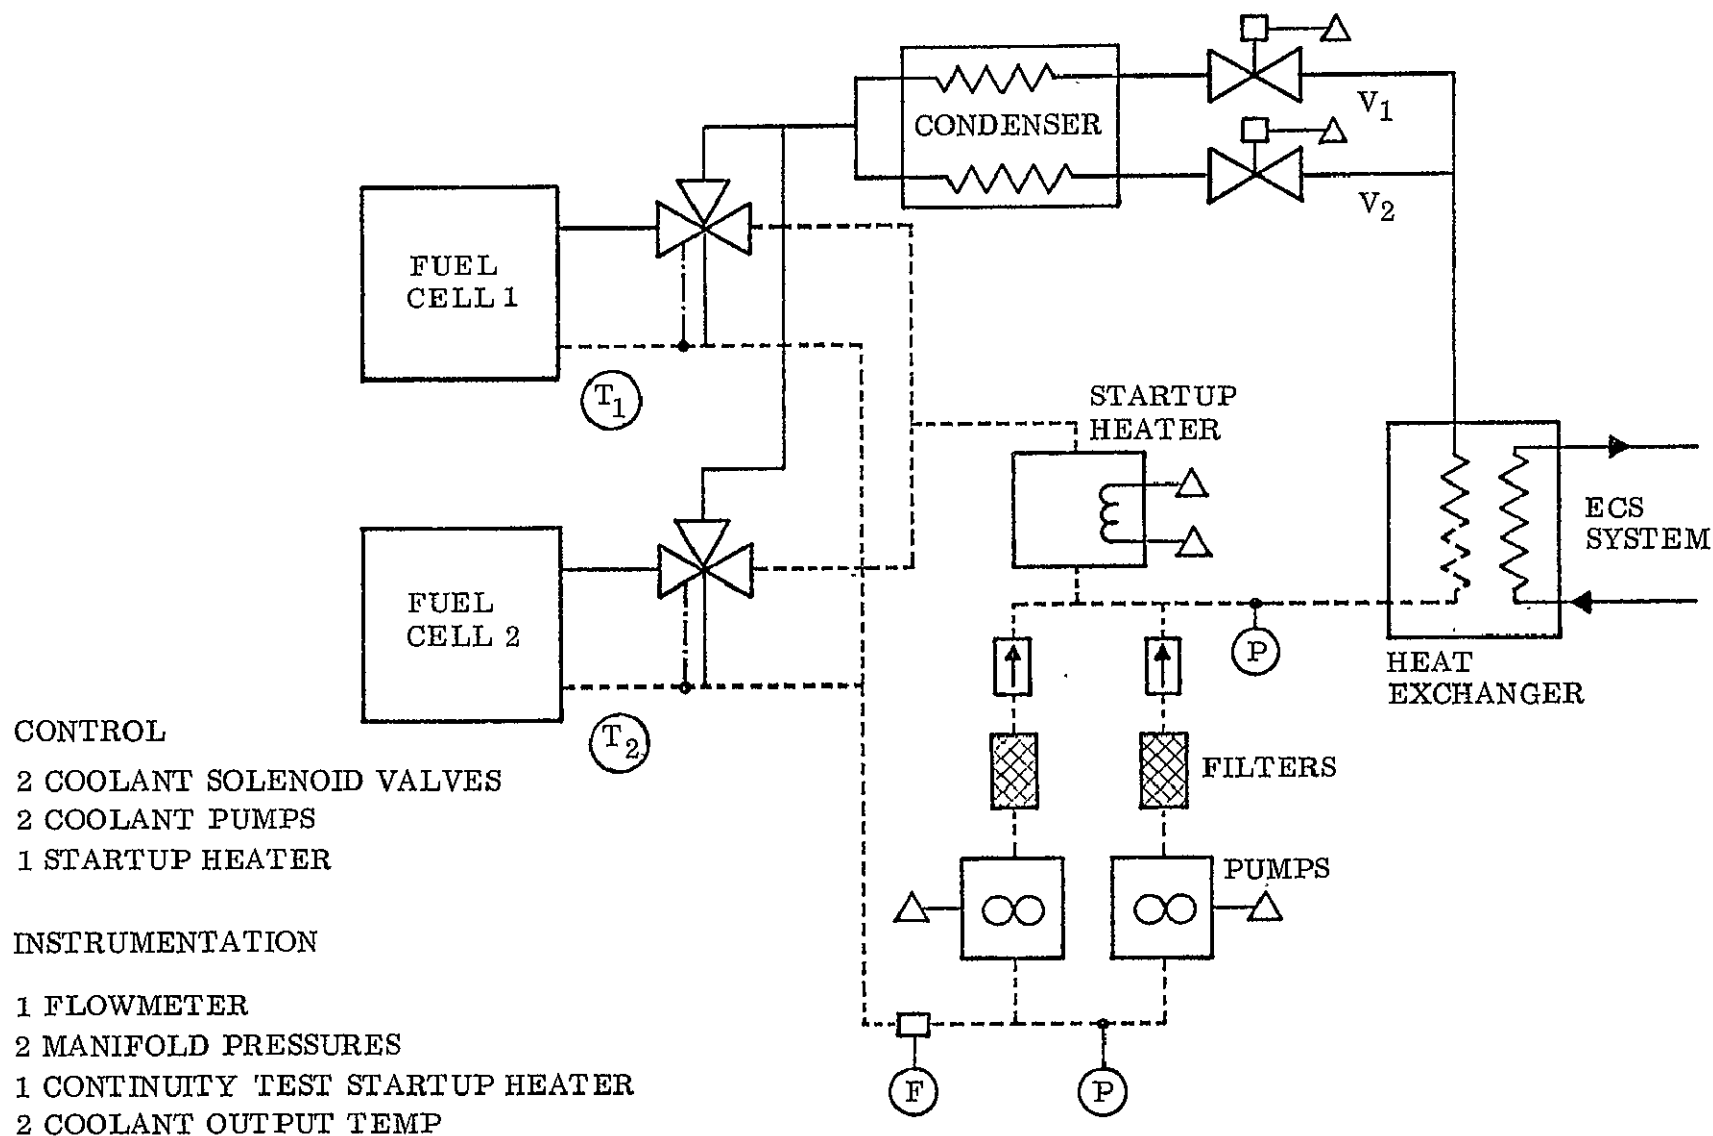 CONDENSER
V1
V2
FUEL
CELL 1
T1
STARTUP
HEATER
ECS
SYSTEM
FUEL
CELL 2
T2
P
HEAT
EXCHANGER
FILTERS
PUMPS
F
P
CONTROL
2 COOLANT SOLENOID VALVES
2 COOLANT PUMPS
1 STARTUP HEATER
INSTRUMENTATION
1 FLOWMETER
2 MANIFOLD PRESSURES
1 CONTINUITY TEST STARTUP HEATER
2 COOLANT OUTPUT TEMP